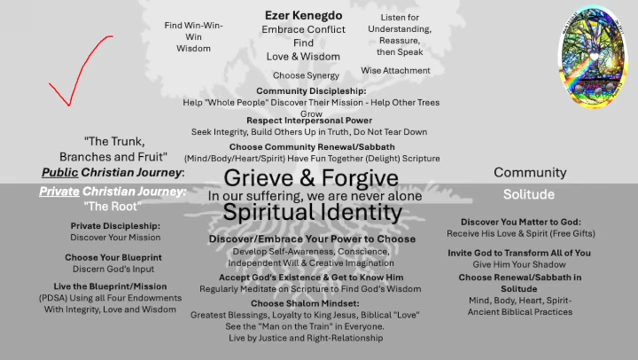 Ezer Kenegdo
Embrace Conflict
Find
Love & Wisdom
Find Win-Win-
Win
Wisdom
Listen for
Understanding,
Reassure,
then Speak
Choose Synergy
Wise Attachment
Community Discipleship:
Help "Whole People" Discover Their Mission - Help Other Trees
Grow
Respect Interpersonal Power
Seek Integrity, Build Others Up in Truth, Do Not Tear Down
Choose Community Renewal/Sabbath
(Mind/Body/Heart/Spirit) Have Fun Together (Delight) Scripture
"The Trunk,
Branches and Fruit"
Public Christian Journey:
Private Christian Journey:
"The Root"
Grieve & Forgive
In our suffering, we are never alone
Spiritual Identity
Community
Solitude
Private Discipleship:
Discover Your Mission
Choose Your Blueprint
Discern God's Input
Live the Blueprint/Mission
(PDSA) Using all Four Endowments
With Integrity, Love and Wisdom
Discover/Embrace Your Power to Choose
Develop Self-Awareness, Conscience,
Independent Will & Creative Imagination
Accept God's Existence & Get to Know Him
Regularly Meditate on Scripture to Find God's Wisdom
Choose Shalom Mindset:
Greatest Blessings, Loyalty to King Jesus, Biblical "Love"
See the "Man on the Train" in Everyone.
Live by Justice and Right-Relationship
Discover You Matter to God:
Receive His Love & Spirit (Free Gifts)
Invite God to Transform All of You
Give Him Your Shadow
Choose Renewal/Sabbath in
Solitude
Mind, Body, Heart, Spirit-
Ancient Biblical Practices